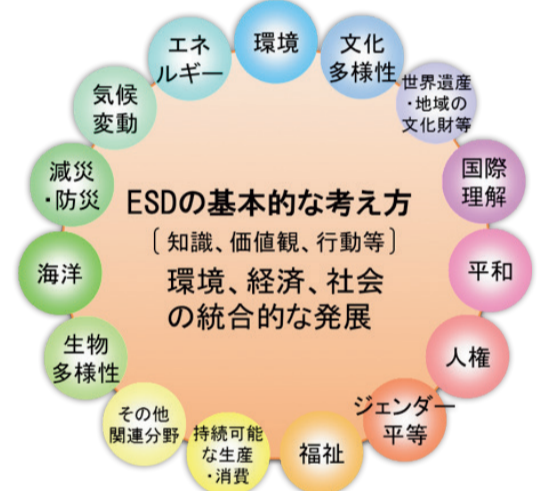 環境
文化
多様性
世界遺産
・地域の
文化財等
国際
理解
平和
人権
ジェンダー
平等
福祉
持続可能
な生産
・消費
その他
関連分野
生物
多様性
海洋
減災
・防災
気候
変動
エネ
ルギー
ESDの基本的な考え方
〔知識、価値観、行動等〕
環境、経済、社会
の統合的な発展